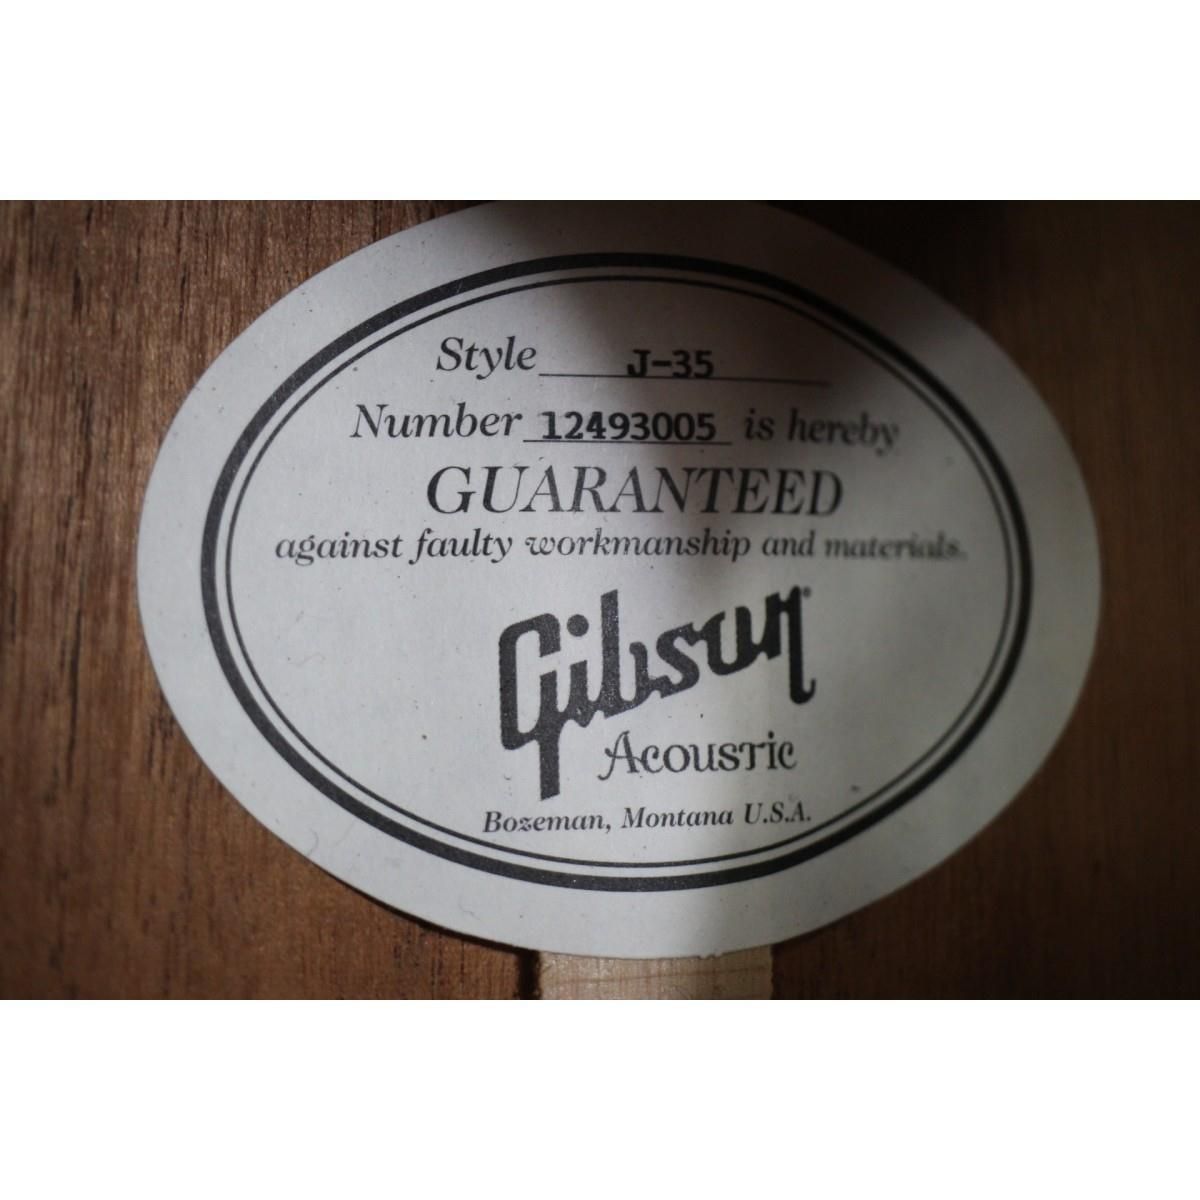 Style J-35
Number 12493005 is hereby
GUARANTEED
against faulty workmanship and materials.
Gibson®
Acoustic
Bozeman, Montana U.S.A.